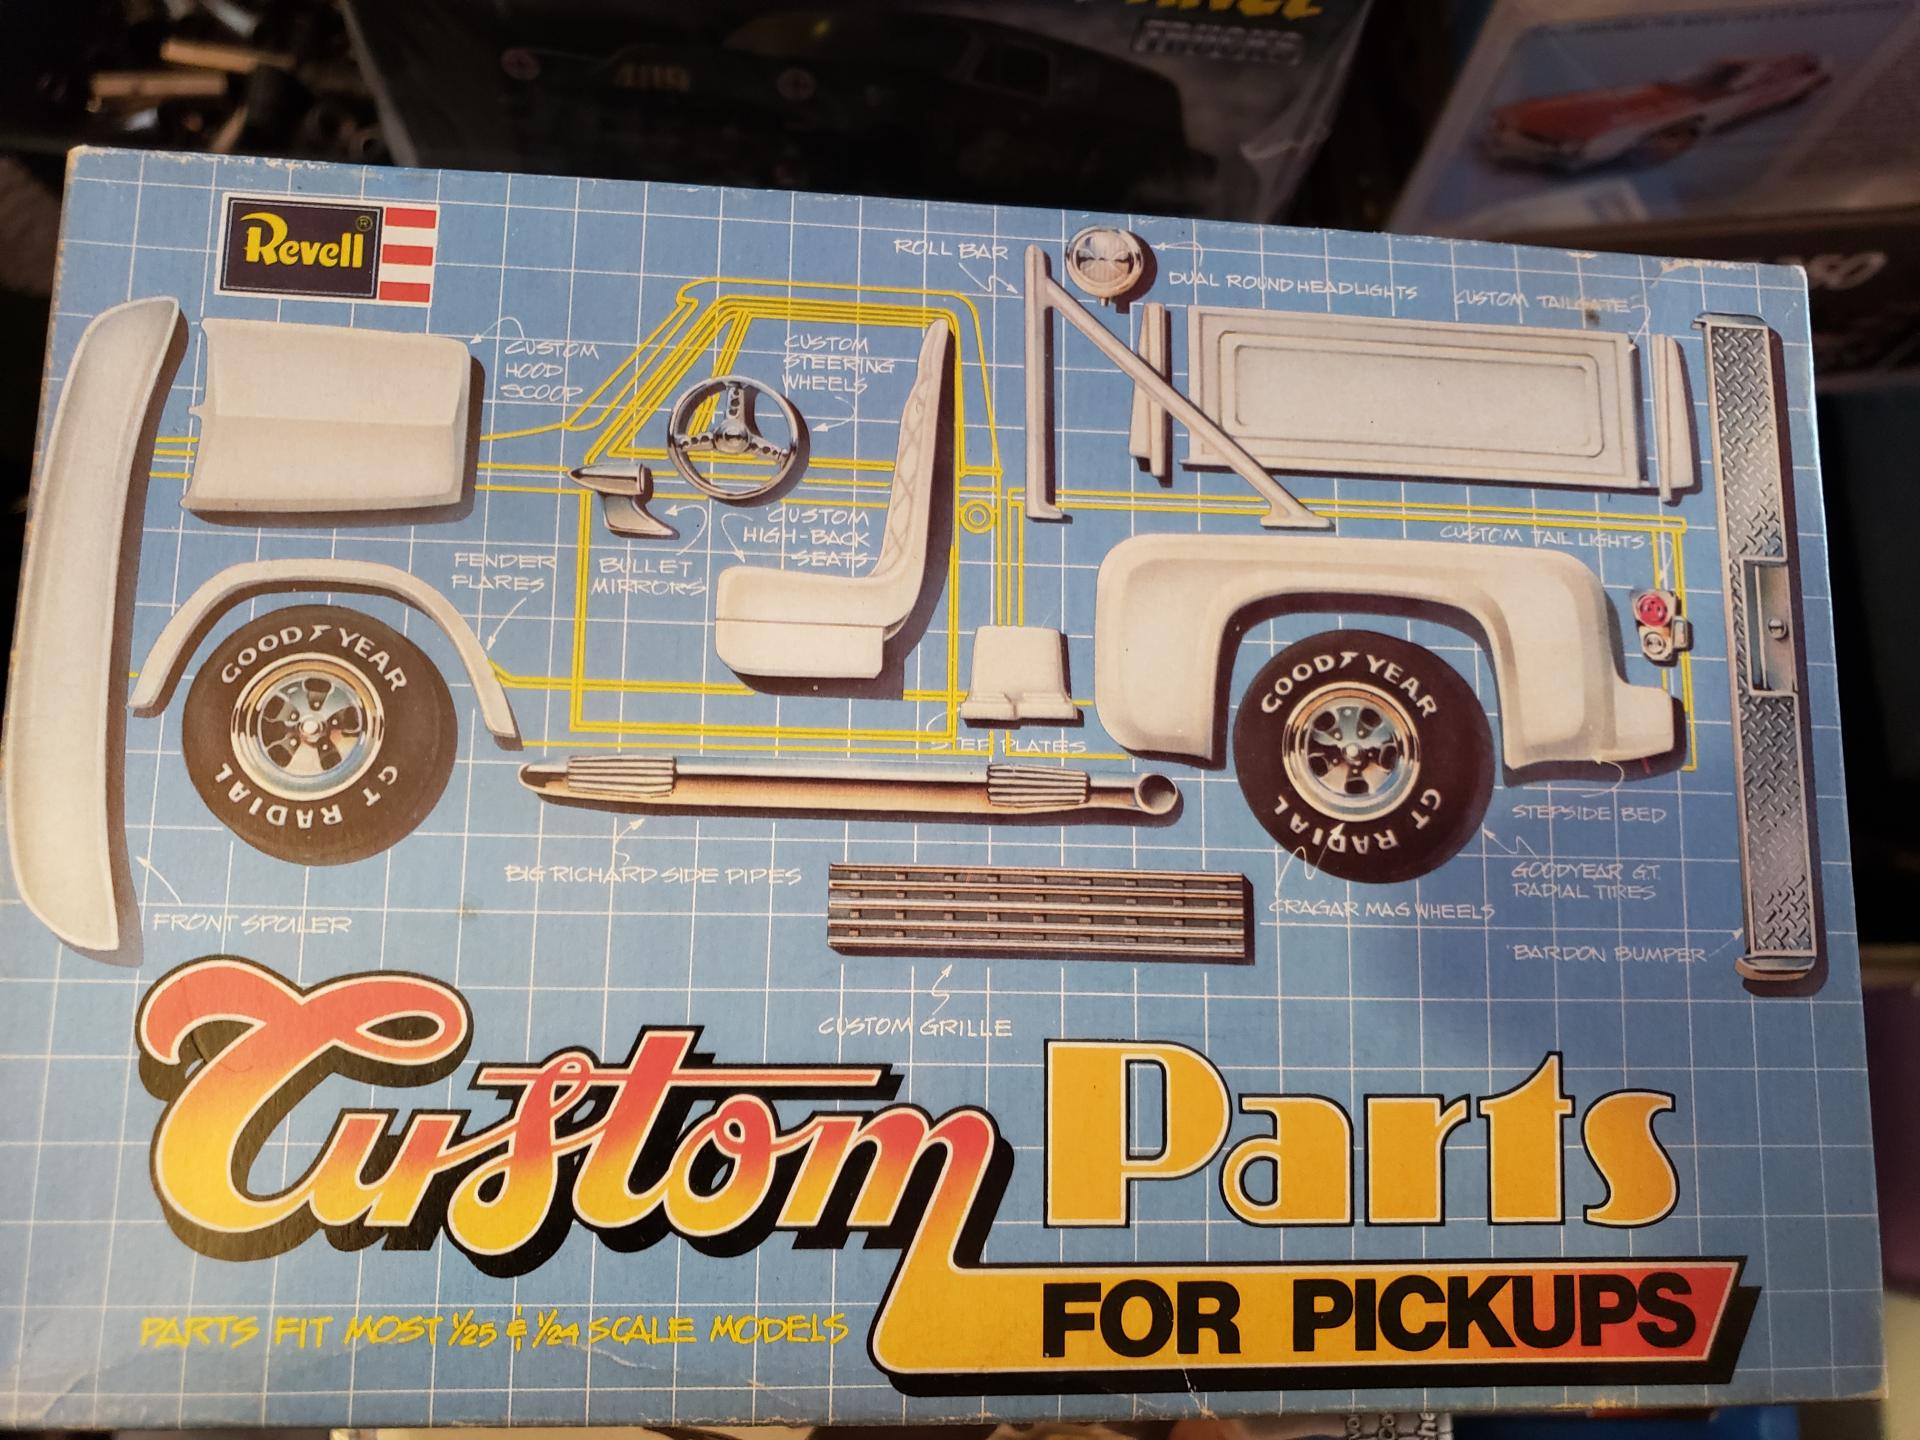 TRUCKS
4119
Revell®
ROLL BAR
DUAL ROUND HEADLIGHTS
CUSTOM TAILGATE
CUSTOM
HOOD
SCOOP
CUSTOM
STEERING
WHEELS
CUSTOM
HIGH-BACK
SEATS
CUSTOM TAIL LIGHTS
FENDER
FLARES
BULLET
MIRRORS
GOODYEAR
GT RADIAL
GOODYEAR
GT RADIAL
STEP PLATES
STEPSIDE BED
BIG RICHARD SIDE PIPES
GOODYEAR G.T.
RADIAL TIRES
CRAGAR MAG WHEELS
FRONT SPOILER
BARDON BUMPER
CUSTOM GRILLE
Custom Parts
FOR PICKUPS
PARTS FIT MOST 1/25 & 1/24 SCALE MODELS